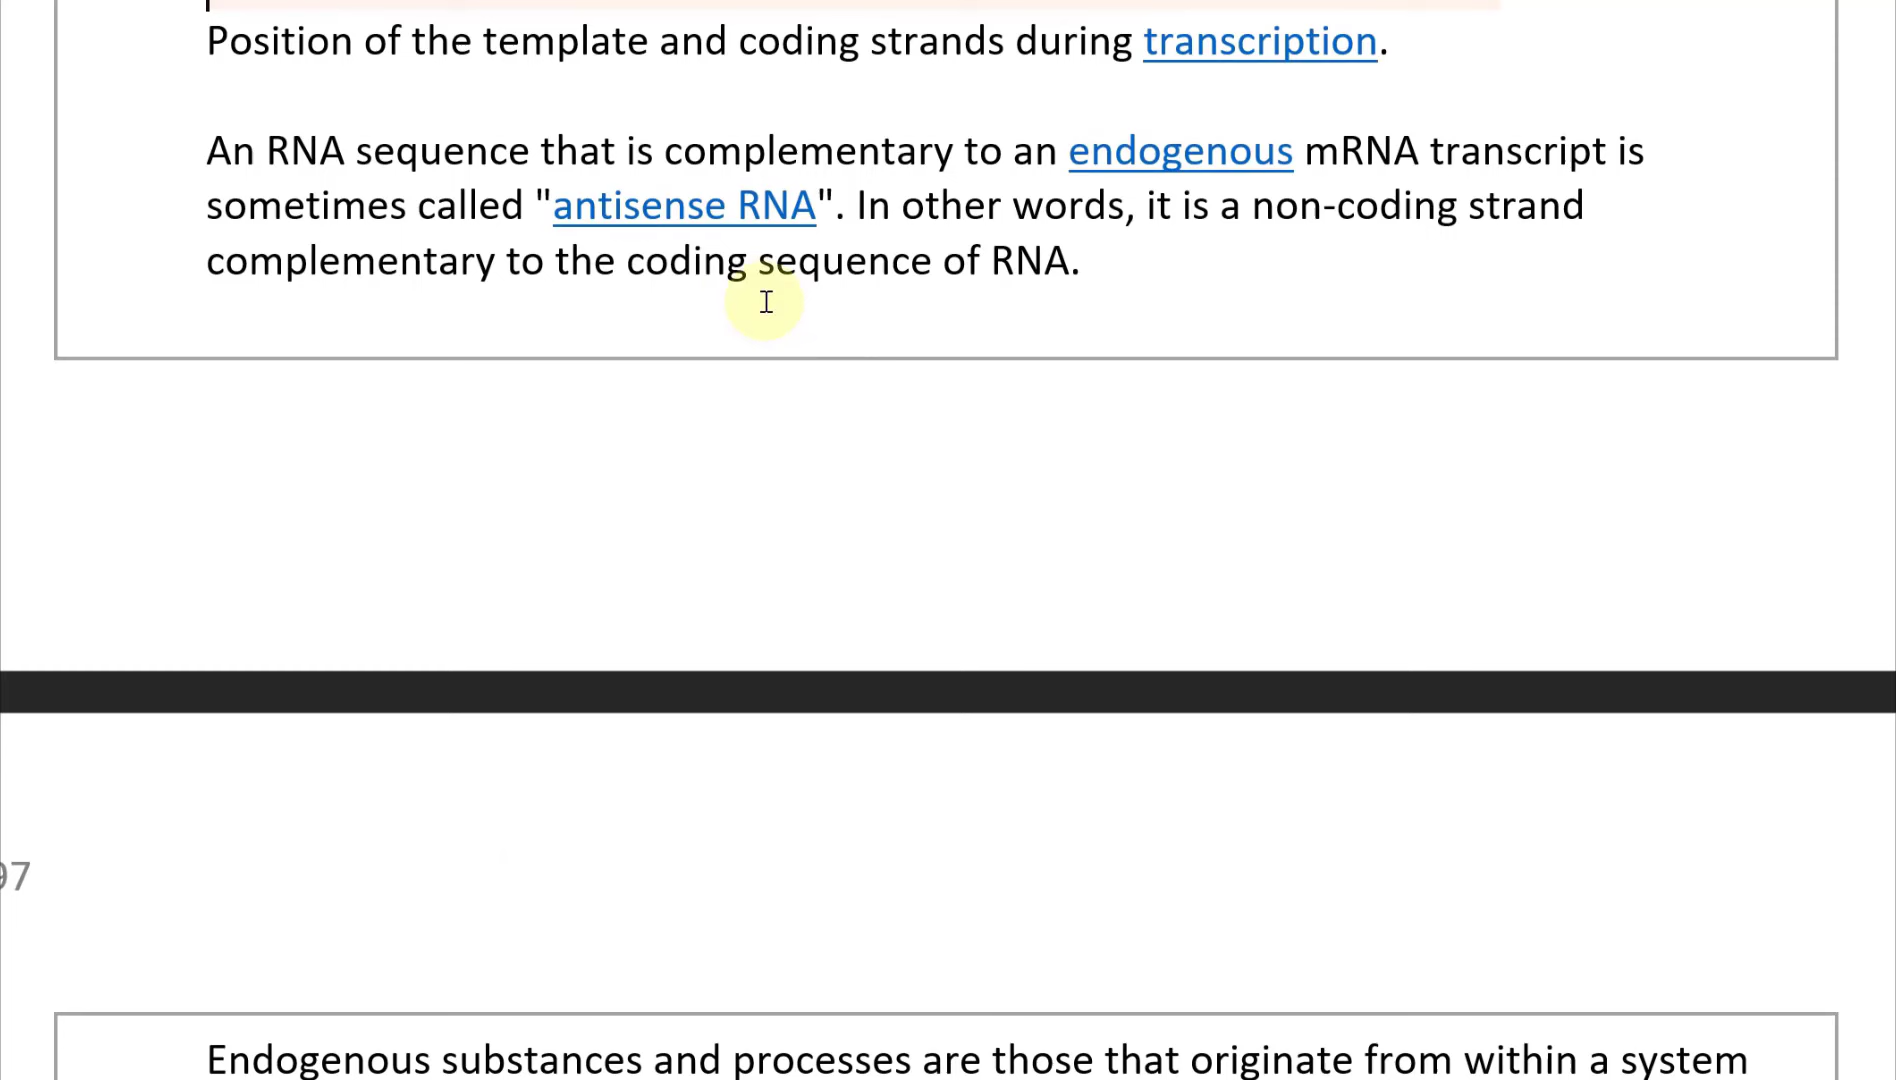 Position of the template and coding strands during transcription.
An RNA sequence that is complementary to an endogenous mRNA transcript is
sometimes called "antisense RNA". In other words, it is a non-coding strand
complementary to the coding sequence of RNA.
97
Endogenous substances and processes are those that originate from within a system